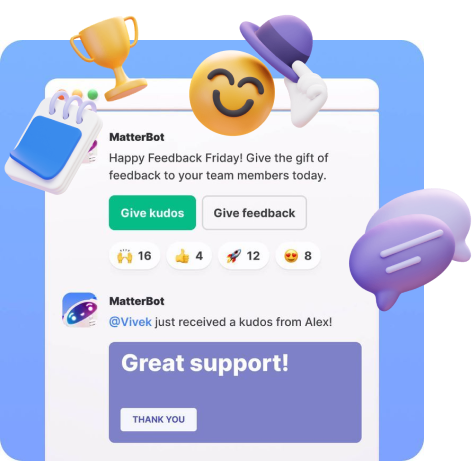 MatterBot
Happy Feedback Friday! Give the gift of
feedback to your team members today.
Give kudos Give feedback
16 4 12 8
MatterBot
@Vivek just received a kudos from Alex!
Great support!
THANK YOU